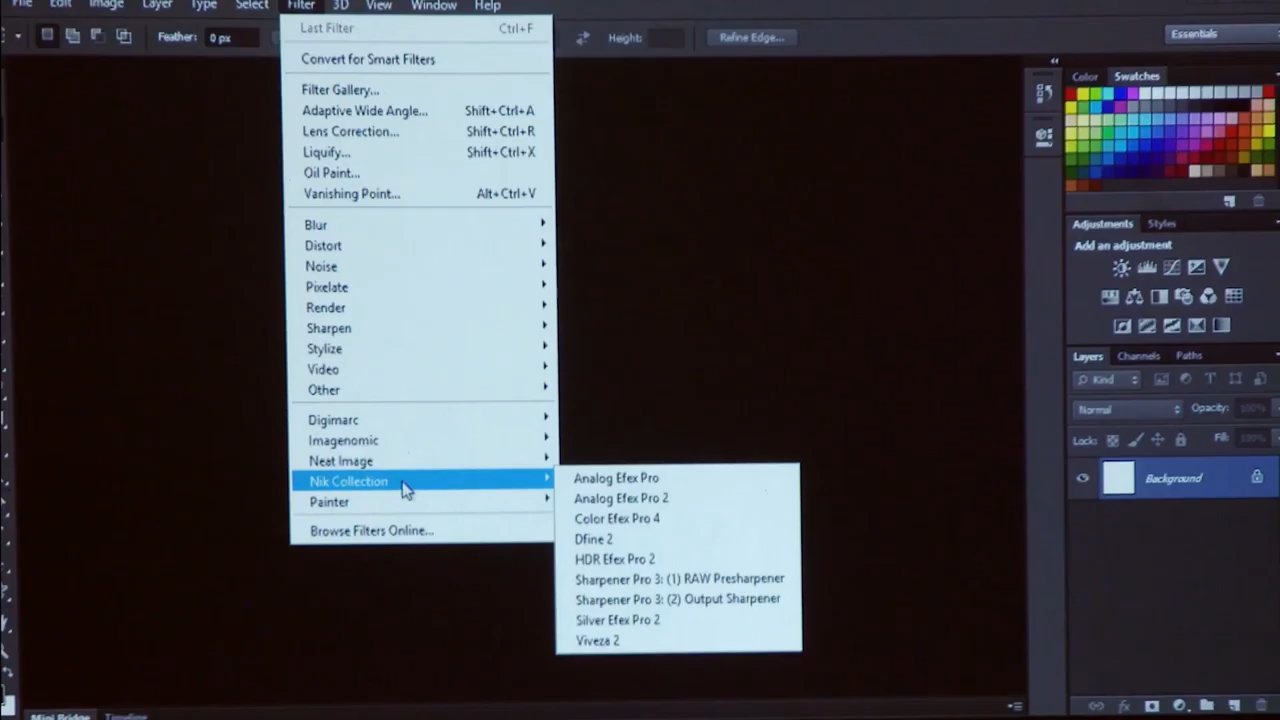 File Edit Image Layer Type Select Filter 3D View Window Help
Feather: 0 px
Height:
Refine Edge...
Essentials
Last Filter Ctrl+F
Convert for Smart Filters
Filter Gallery...
Adaptive Wide Angle... Shift+Ctrl+A
Lens Correction... Shift+Ctrl+R
Liquify... Shift+Ctrl+X
Oil Paint...
Vanishing Point... Alt+Ctrl+V
Blur
Distort
Noise
Pixelate
Render
Sharpen
Stylize
Video
Other
Digimarc
Imagenomic
Neat Image
Nik Collection
Painter
Browse Filters Online...
Analog Efex Pro
Analog Efex Pro 2
Color Efex Pro 4
Dfine 2
HDR Efex Pro 2
Sharpener Pro 3: (1) RAW Presharpener
Sharpener Pro 3: (2) Output Sharpener
Silver Efex Pro 2
Viveza 2
Color Swatches
Adjustments Styles
Add an adjustment
Layers Channels Paths
Kind
Normal Opacity: 100%
Lock: Fill: 100%
Background
fx
Mini Bridge Timeline